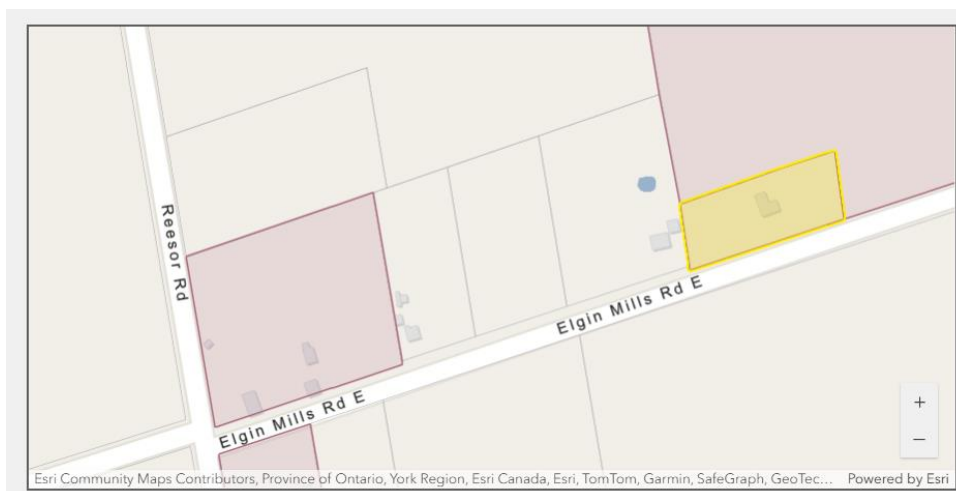 Reesor Rd
Elgin Mills Rd E
Elgin Mills Rd E
+
−
Esri Community Maps Contributors, Province of Ontario, York Region, Esri Canada, Esri, TomTom, Garmin, SafeGraph, GeoTec... Powered by Esri